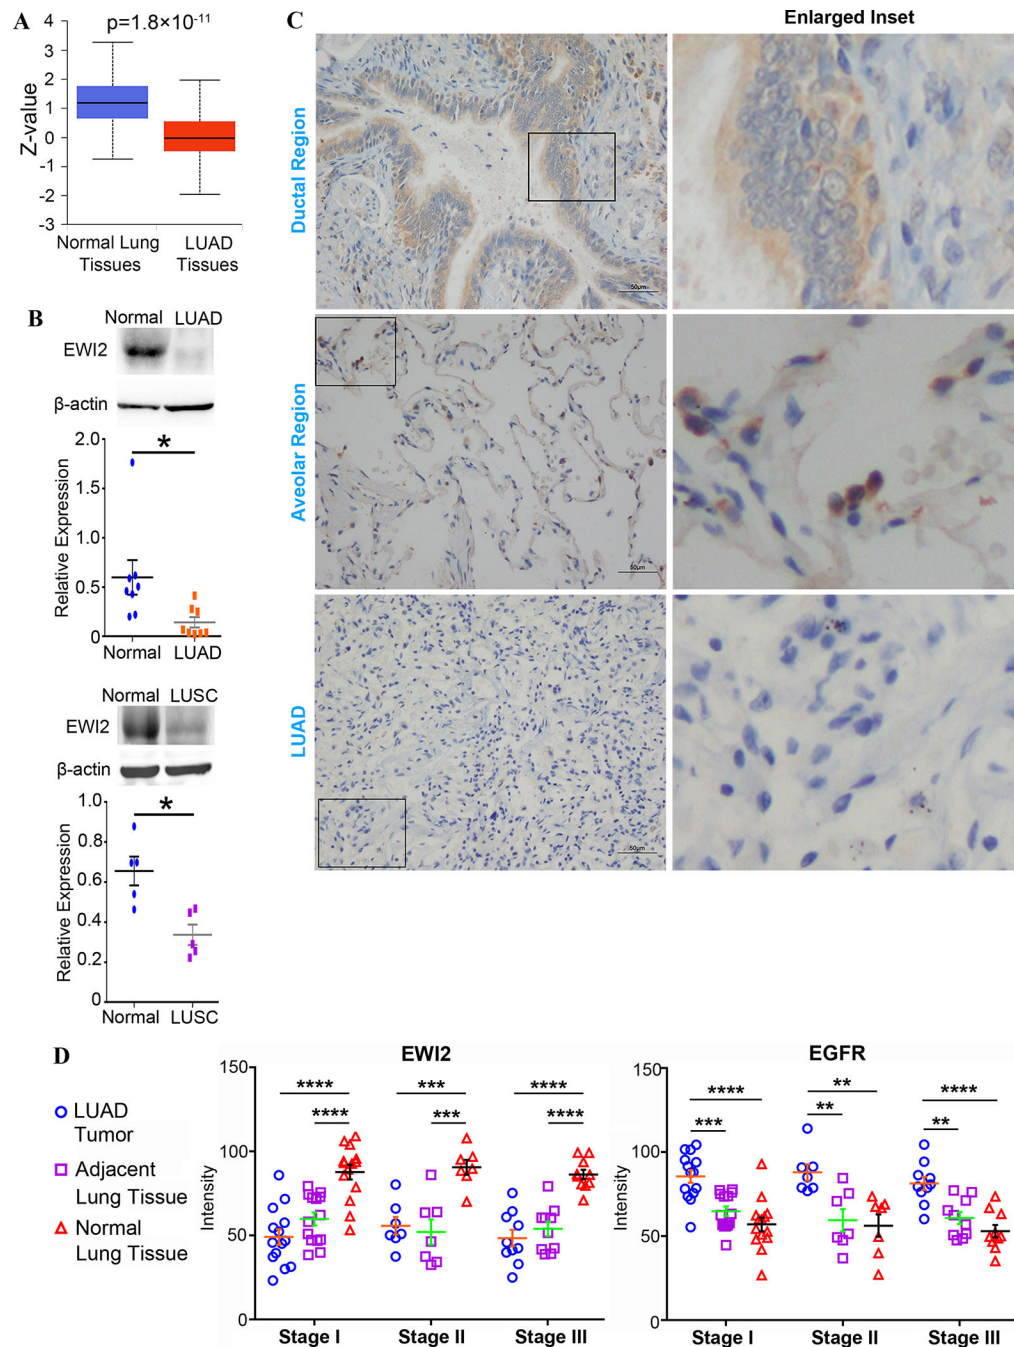 A
p=1.8×10-11
4
3
2
1
0
-1
-2
-3
Z-value
Normal Lung
Tissues
LUAD
Tissues
B
Normal LUAD
EWI2
β-actin
*
2.0
1.5
1.0
0.5
0
Relative Expression
Normal LUAD
Normal LUSC
EWI2
β-actin
*
1.0
0.8
0.6
0.4
0.2
0
Relative Expression
Normal LUSC
C
Enlarged Inset
Ductal Region
50µm
Aveolar Region
50µm
LUAD
50µm
D
LUAD
Tumor
Adjacent
Lung Tissue
Normal
Lung Tissue
EWI2
150
100
50
0
Intensity
**** *** ****
**** *** ****
Stage I Stage II Stage III
EGFR
150
100
50
0
Intensity
**** ** ****
*** ** **
Stage I Stage II Stage III